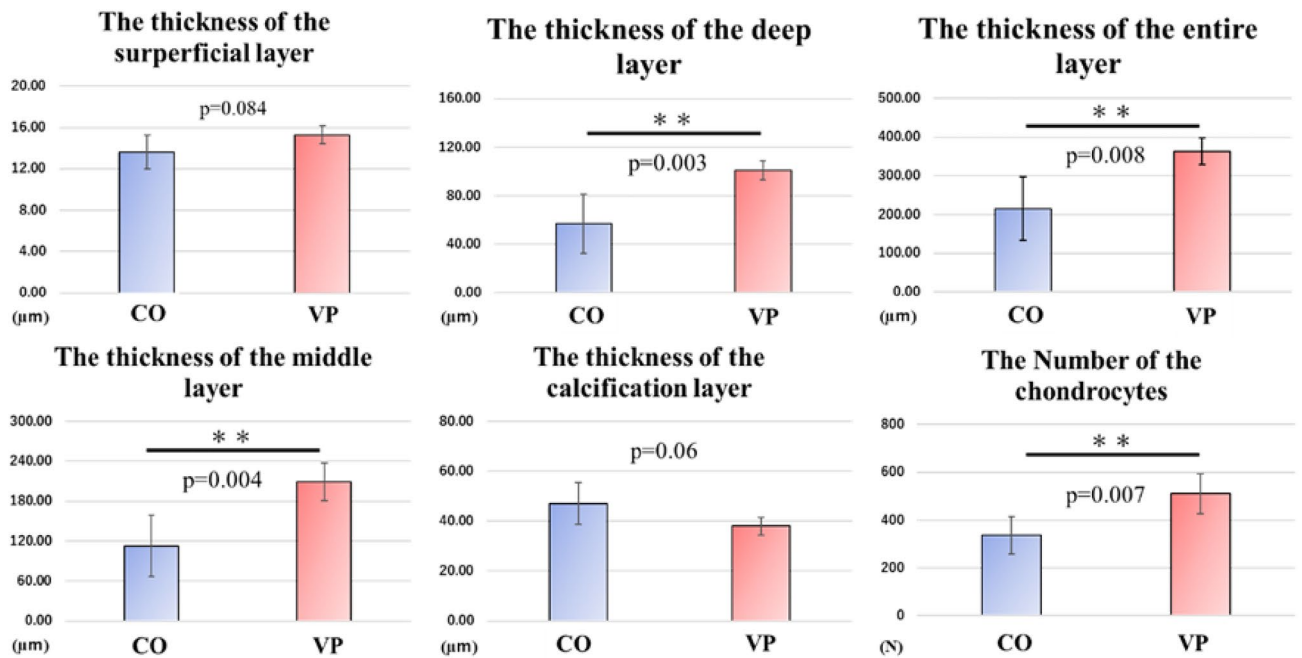 The thickness of the
surperficial layer
20.00
16.00
12.00
8.00
4.00
0.00
p=0.084
(μm)
CO
VP
The thickness of the deep
layer
160.00
120.00
80.00
40.00
0.00
* *
p=0.003
(μm)
CO
VP
The thickness of the entire
layer
500.00
400.00
300.00
200.00
100.00
0.00
* *
p=0.008
(μm)
CO
VP
The thickness of the middle
layer
300.00
240.00
180.00
120.00
60.00
0.00
* *
p=0.004
(μm)
CO
VP
The thickness of the
calcification layer
80.00
60.00
40.00
20.00
0.00
p=0.06
(μm)
CO
VP
The Number of the
chondrocytes
800
600
400
200
0
* *
p=0.007
(N)
CO
VP